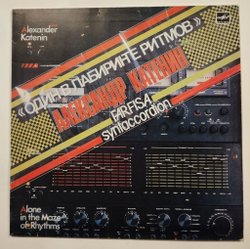 Alexander
Katenin
«ОДИН В ЛАБИРИНТЕ РИТМОВ»
АЛЕКСАНДР КАТЕНИН
FARFISA
syntaccordion
Alone
in the Maze
of Rhythms